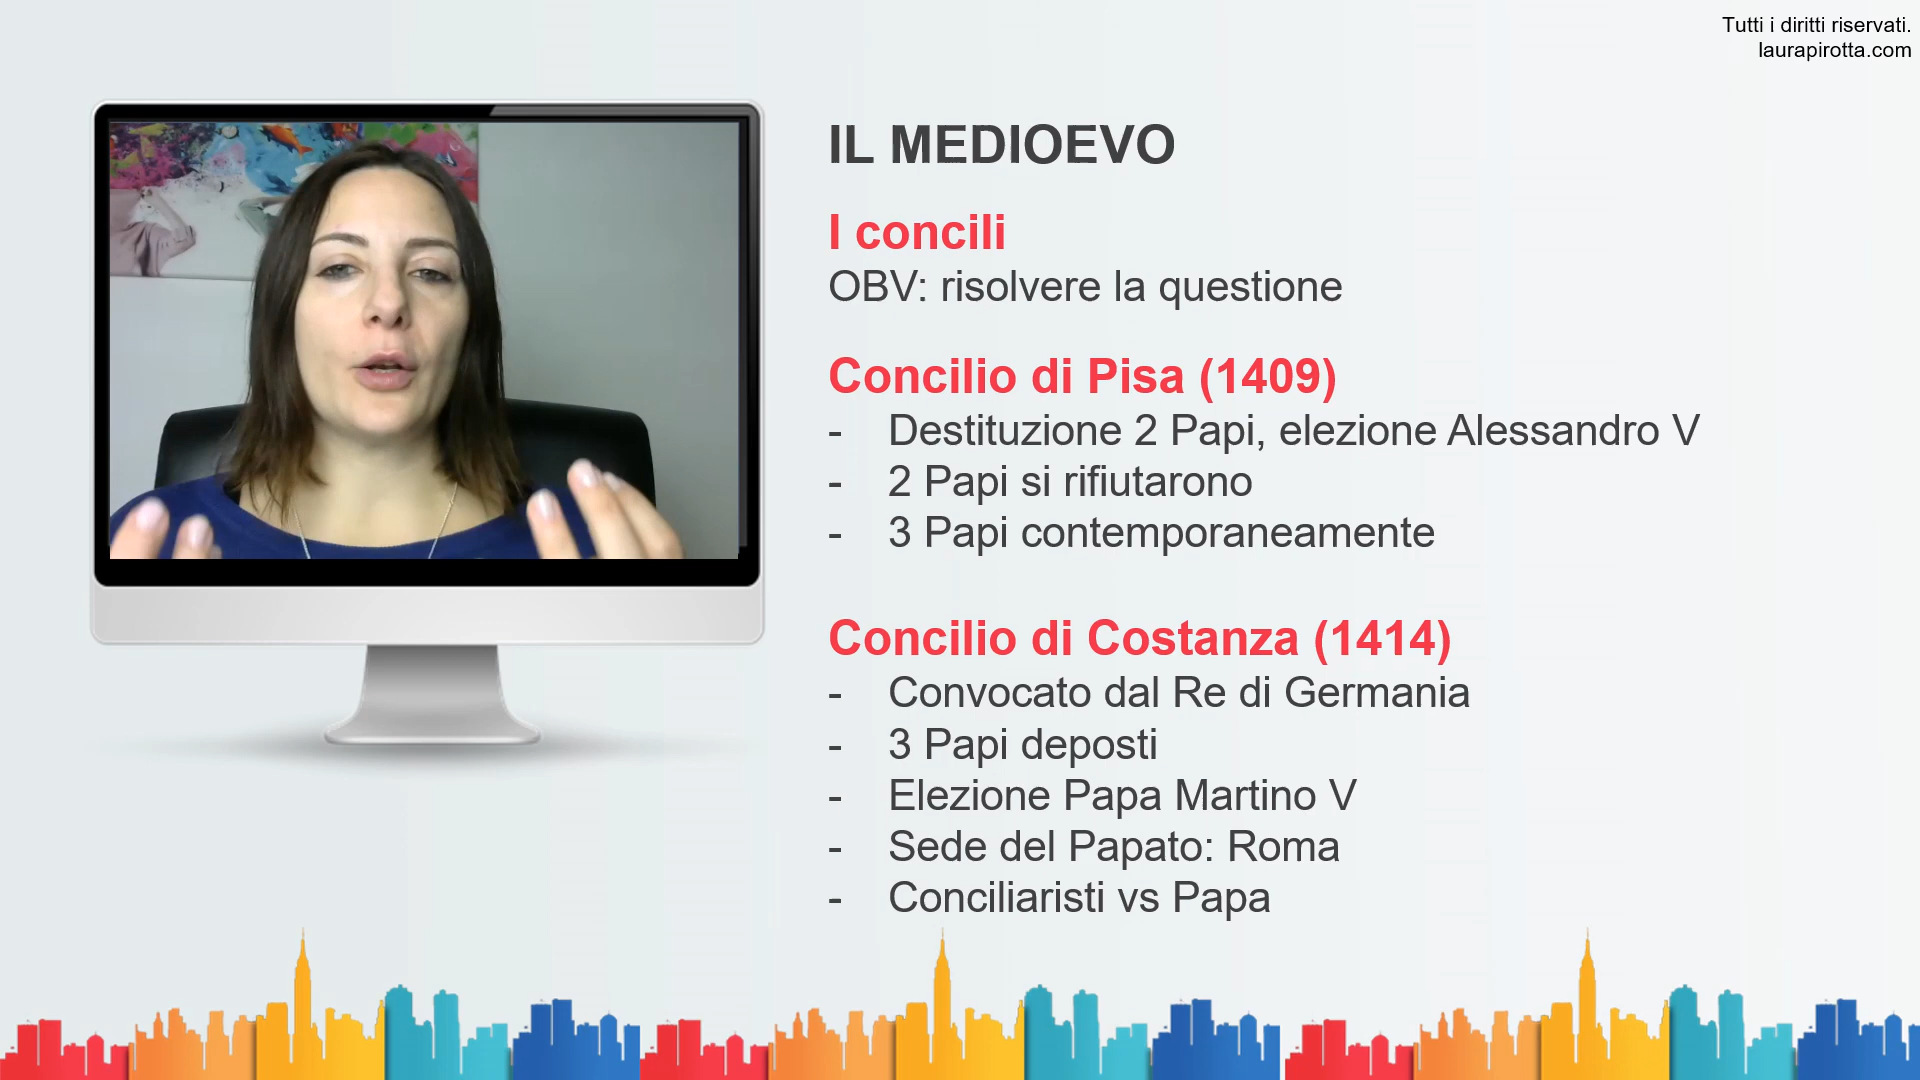 Tutti i diritti riservati.
laurapirotta.com
IL MEDIOEVO
I concili
OBV: risolvere la questione
Concilio di Pisa (1409)
- Destituzione 2 Papi, elezione Alessandro V
- 2 Papi si rifiutarono
- 3 Papi contemporaneamente
Concilio di Costanza (1414)
- Convocato dal Re di Germania
- 3 Papi deposti
- Elezione Papa Martino V
- Sede del Papato: Roma
- Conciliaristi vs Papa